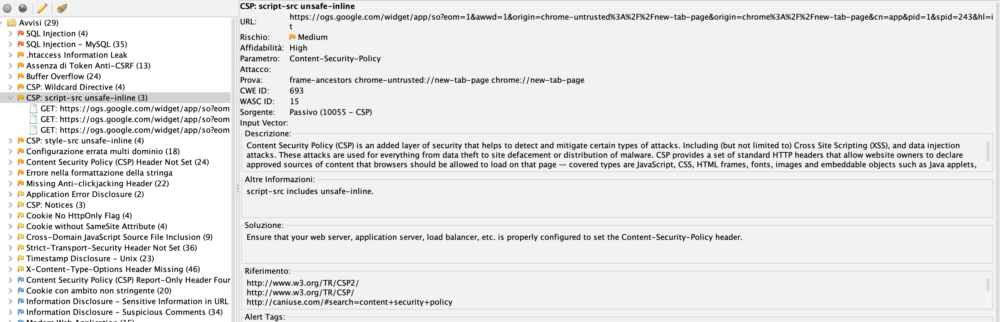 Avvisi (29)
SQL Injection (4)
SQL Injection - MySQL (35)
.htaccess Information Leak
Assenza di Token Anti-CSRF (13)
Buffer Overflow (24)
CSP: Wildcard Directive (4)
CSP: script-src unsafe-inline (3)
GET: https://ogs.google.com/widget/app/so?eom
GET: https://ogs.google.com/widget/app/so?eom
GET: https://ogs.google.com/widget/app/so?eom
CSP: style-src unsafe-inline (4)
Configurazione errata multi dominio (18)
Content Security Policy (CSP) Header Not Set (24)
Errore nella formattazione della stringa
Missing Anti-clickjacking Header (22)
Application Error Disclosure (2)
CSP: Notices (3)
Cookie No HttpOnly Flag (4)
Cookie without SameSite Attribute (4)
Cross-Domain JavaScript Source File Inclusion (9)
Strict-Transport-Security Header Not Set (36)
Timestamp Disclosure - Unix (23)
X-Content-Type-Options Header Missing (46)
Content Security Policy (CSP) Report-Only Header Four
Cookie con ambito non stringente (20)
Information Disclosure - Sensitive Information in URL
Information Disclosure - Suspicious Comments (34)
Modern Web Application (15)
CSP: script-src unsafe-inline
URL: https://ogs.google.com/widget/app/so?eom=1&awwd=1&origin=chrome-untrusted%3A%2F%2Fnew-tab-page&origin=chrome%3A%2F%2Fnew-tab-page&cn=app&pid=1&spid=243&hl=i
t
Rischio: Medium
Affidabilità: High
Parametro: Content-Security-Policy
Attacco:
Prova: frame-ancestors chrome-untrusted://new-tab-page chrome://new-tab-page
CWE ID: 693
WASC ID: 15
Sorgente: Passivo (10055 - CSP)
Input Vector:
Descrizione:
Content Security Policy (CSP) is an added layer of security that helps to detect and mitigate certain types of attacks. Including (but not limited to) Cross Site Scripting (XSS), and data injection
attacks. These attacks are used for everything from data theft to site defacement or distribution of malware. CSP provides a set of standard HTTP headers that allow website owners to declare
approved sources of content that browsers should be allowed to load on that page — covered types are JavaScript, CSS, HTML frames, fonts, images and embeddable objects such as Java applets,
Altre Informazioni:
script-src includes unsafe-inline.
Soluzione:
Ensure that your web server, application server, load balancer, etc. is properly configured to set the Content-Security-Policy header.
Riferimento:
http://www.w3.org/TR/CSP2/
http://www.w3.org/TR/CSP/
http://caniuse.com/#search=content+security+policy
Alert Tags: